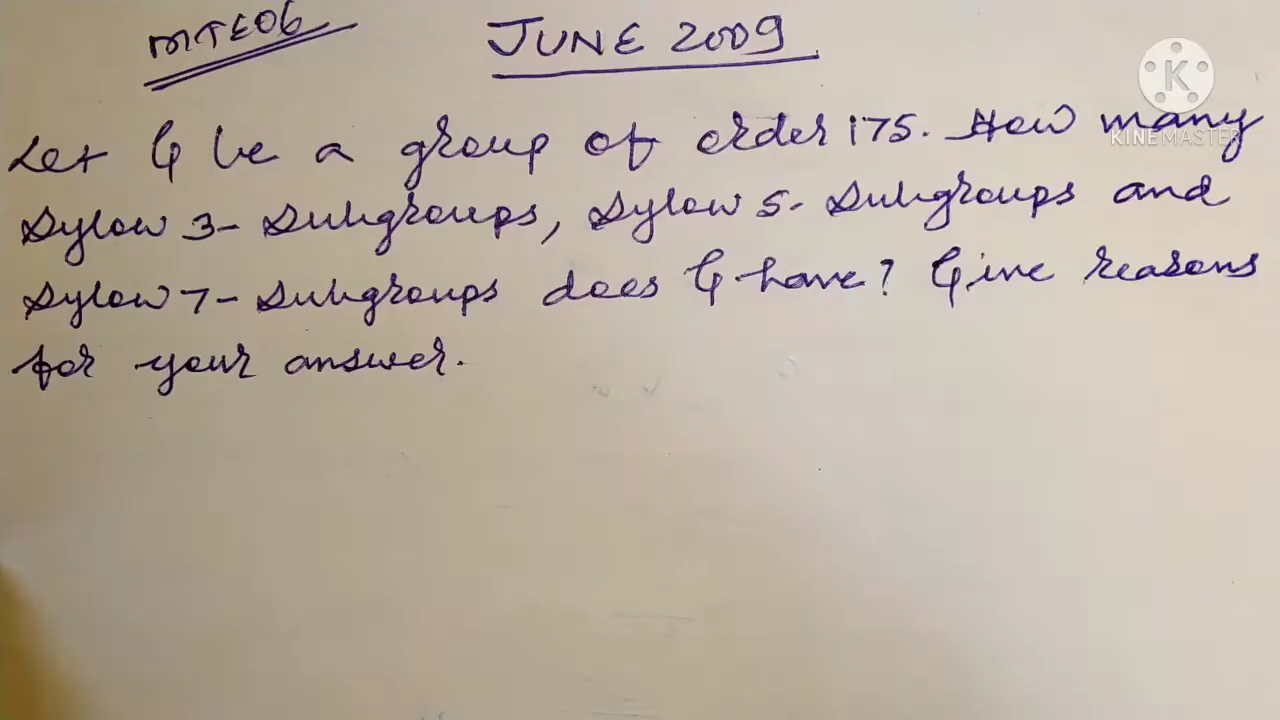 MTE06
JUNE 2009
Let G be a group of order 175. How many
Sylow 3- Subgroups, Sylow 5- Subgroups and
Sylow 7- Subgroups does G have? Give reasons
for your answer.
K
KINEMASTER